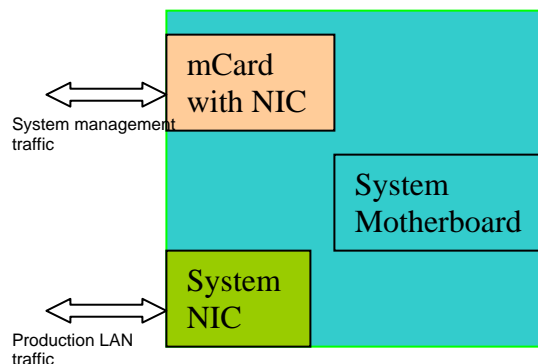 mCard
with NIC
System management
traffic
System
Motherboard
System
NIC
Production LAN
traffic